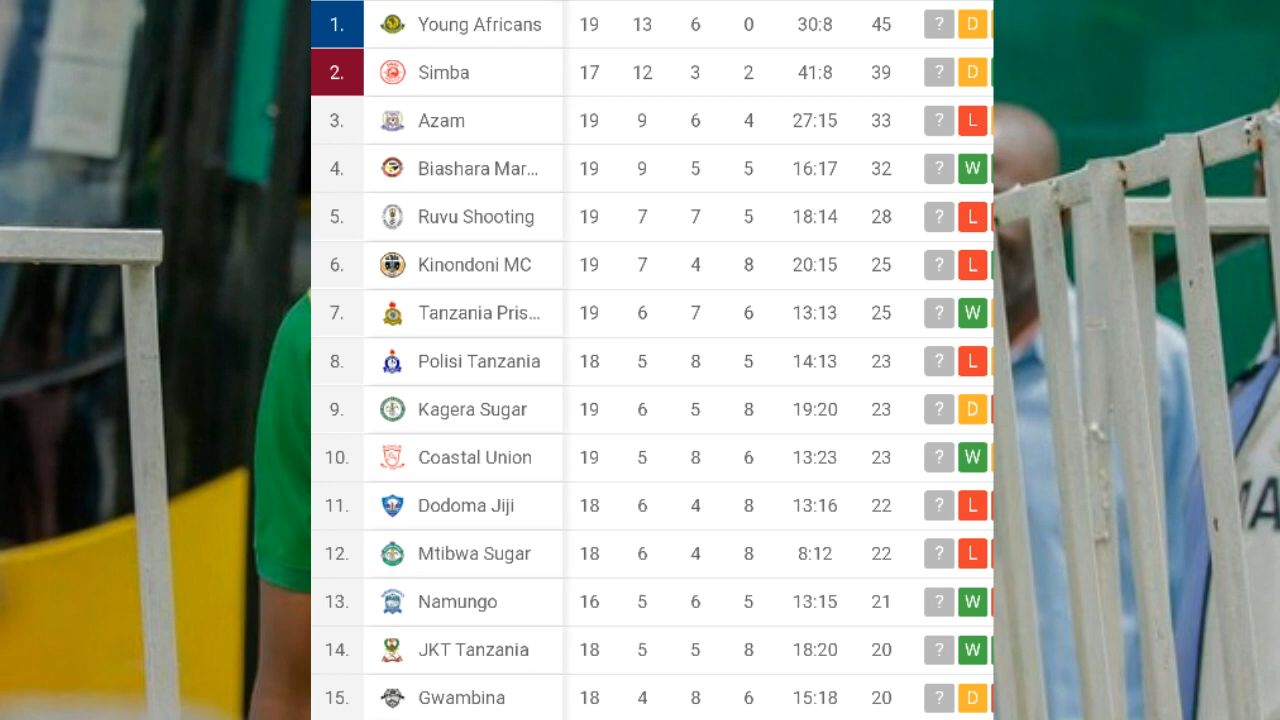 1. Young Africans 19 13 6 0 30:8 45 ? D
2. Simba 17 12 3 2 41:8 39 ? D
3. Azam 19 9 6 4 27:15 33 ? L
4. Biashara Mar... 19 9 5 5 16:17 32 ? W
5. Ruvu Shooting 19 7 7 5 18:14 28 ? L
6. Kinondoni MC 19 7 4 8 20:15 25 ? L
7. Tanzania Pris... 19 6 7 6 13:13 25 ? W
8. Polisi Tanzania 18 5 8 5 14:13 23 ? L
9. Kagera Sugar 19 6 5 8 19:20 23 ? D
10. Coastal Union 19 5 8 6 13:23 23 ? W
11. Dodoma Jiji 18 6 4 8 13:16 22 ? L
12. Mtibwa Sugar 18 6 4 8 8:12 22 ? L
13. Namungo 16 5 6 5 13:15 21 ? W
14. JKT Tanzania 18 5 5 8 18:20 20 ? W
15. Gwambina 18 4 8 6 15:18 20 ? D